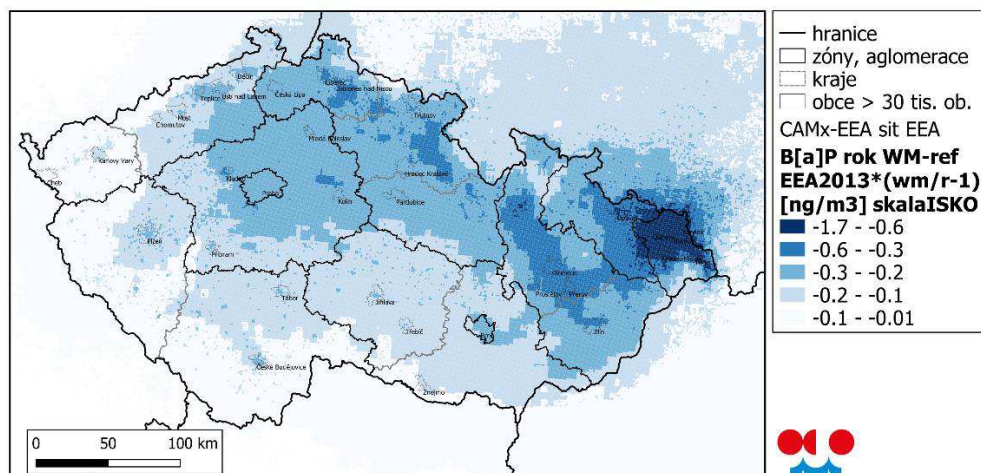 Děčín
Liberec
Jablonec nad Nisou
Ústí nad Labem
Teplice
Česká Lípa
Most
Chomutov
Trutnov
Mladá Boleslav
Karlovy Vary
Cheb
Hradec Králové
Kladno
Praha
Pardubice
Kolín
Plzeň
Příbram
Olomouc
Prostějov
Přerov
Tábor
Jihlava
Třebíč
Zlín
České Budějovice
Znojmo
0 50 100 km
hranice
zóny, aglomerace
kraje
obce > 30 tis. ob.
CAMx-EEA sit EEA
B[a]P rok WM-ref
EEA2013*(wm/r-1)
[ng/m3] skalaISKO
-1.7 - -0.6
-0.6 - -0.3
-0.3 - -0.2
-0.2 - -0.1
-0.1 - -0.01